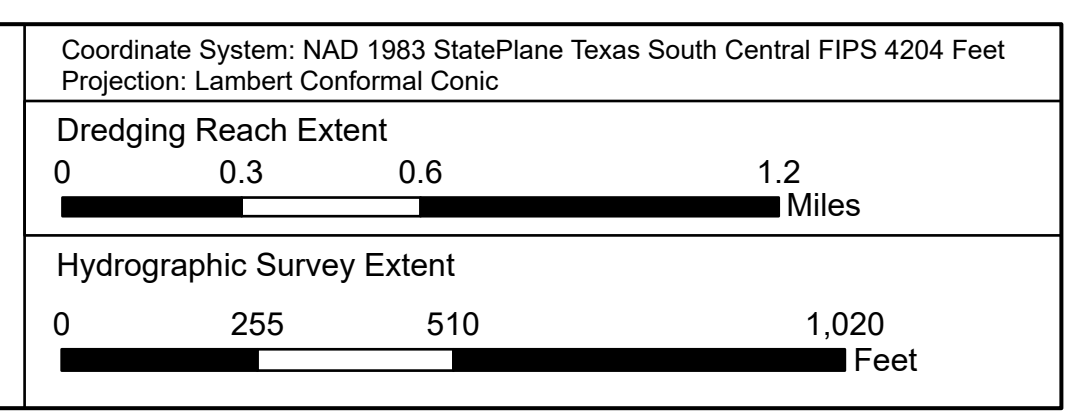 Coordinate System: NAD 1983 StatePlane Texas South Central FIPS 4204 Feet
Projection: Lambert Conformal Conic
Dredging Reach Extent
0 0.3 0.6 1.2
Miles
Hydrographic Survey Extent
0 255 510 1,020
Feet